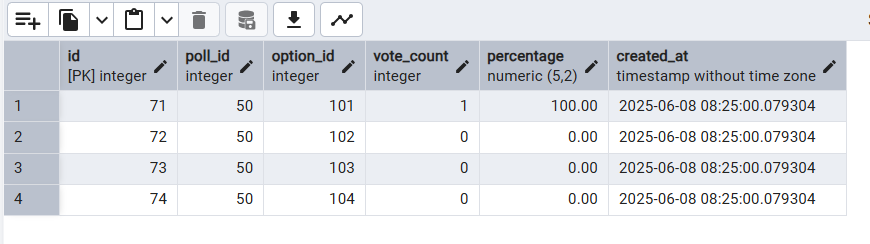 id poll_id option_id vote_count percentage created_at
[PK] integer integer integer integer numeric (5,2) timestamp without time zone
1 71 50 101 1 100.00 2025-06-08 08:25:00.079304
2 72 50 102 0 0.00 2025-06-08 08:25:00.079304
3 73 50 103 0 0.00 2025-06-08 08:25:00.079304
4 74 50 104 0 0.00 2025-06-08 08:25:00.079304